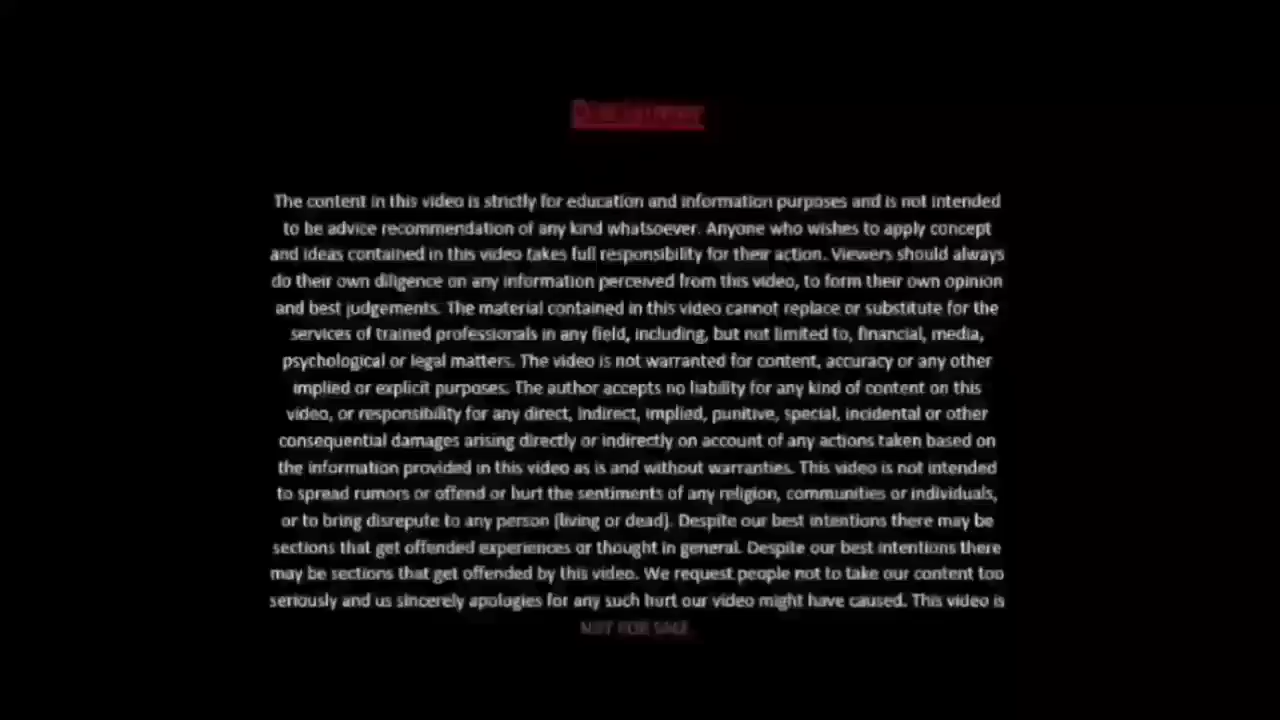 Disclaimer
The content in this video is strictly for education and information purposes and is not intended
to be advice recommendation of any kind whatsoever. Anyone who wishes to apply concept
and ideas contained in this video takes full responsibility for their action. Viewers should always
do their own diligence on any information perceived from this video, to form their own opinion
and best judgements. The material contained in this video cannot replace or substitute for the
services of trained professionals in any field, including, but not limited to, financial, media,
psychological or legal matters. The video is not warranted for content, accuracy or any other
implied or explicit purposes. The author accepts no liability for any kind of content on this
video, or responsibility for any direct, indirect, implied, punitive, special, incidental or other
consequential damages arising directly or indirectly on account of any actions taken based on
the information provided in this video as is and without warranties. This video is not intended
to spread rumors or offend or hurt the sentiments of any religion, communities or individuals,
or to bring disrepute to any person (living or dead). Despite our best intentions there may be
sections that get offended experiences or thought in general. Despite our best intentions there
may be sections that get offended by this video. We request people not to take our content too
seriously and us sincerely apologies for any such hurt our video might have caused. This video is
NOT FOR SALE